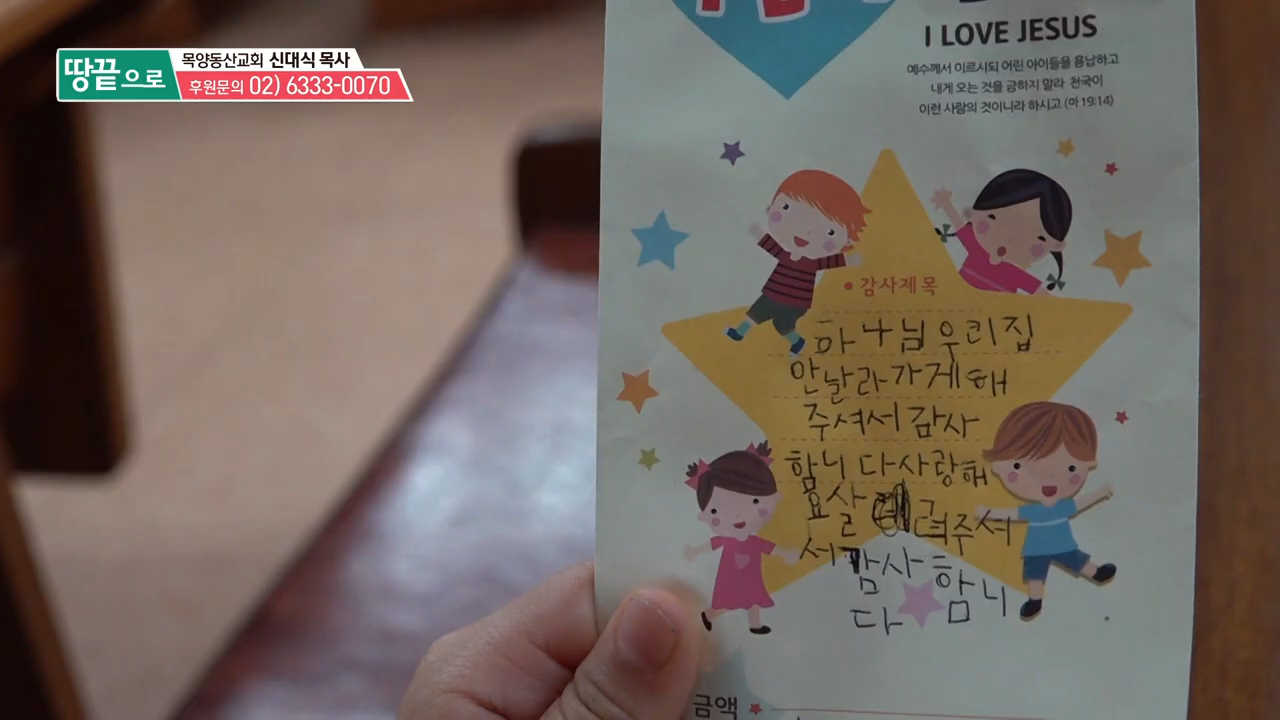 땅끝으로
목양동산교회 신대식 목사
후원문의 02) 6333-0070
I LOVE JESUS
예수께서 이르시되 어린 아이들을 용납하고
내게 오는 것을 금하지 말라 천국이
이런 사람의 것이니라 하시고 (마 19:14)
감사제목
하나님우리집
안날라가게해
주셔서감사
함니다사랑해
요살려주셔
서감사함니
다
금액